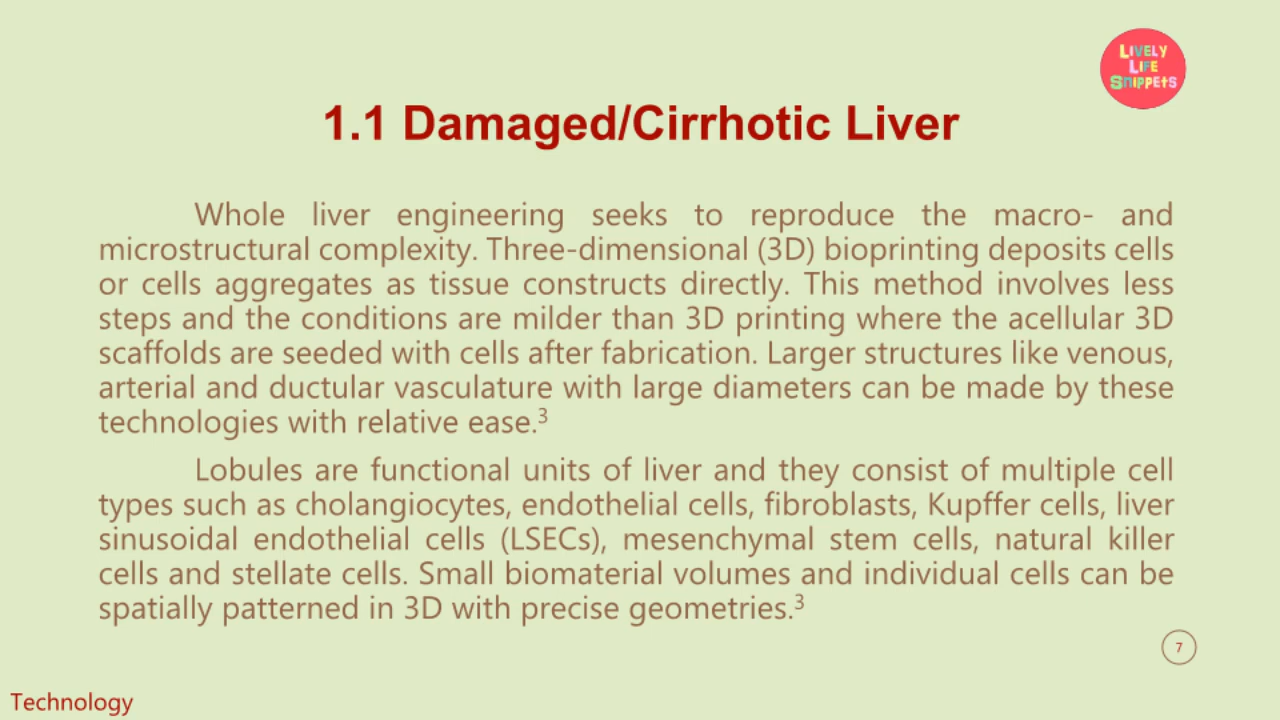 LIVELY
LIFE
SNIPPETS
1.1 Damaged/Cirrhotic Liver
Whole liver engineering seeks to reproduce the macro- and
microstructural complexity. Three-dimensional (3D) bioprinting deposits cells
or cells aggregates as tissue constructs directly. This method involves less
steps and the conditions are milder than 3D printing where the acellular 3D
scaffolds are seeded with cells after fabrication. Larger structures like venous,
arterial and ductular vasculature with large diameters can be made by these
technologies with relative ease.³
Lobules are functional units of liver and they consist of multiple cell
types such as cholangiocytes, endothelial cells, fibroblasts, Kupffer cells, liver
sinusoidal endothelial cells (LSECs), mesenchymal stem cells, natural killer
cells and stellate cells. Small biomaterial volumes and individual cells can be
spatially patterned in 3D with precise geometries.³
7
Technology